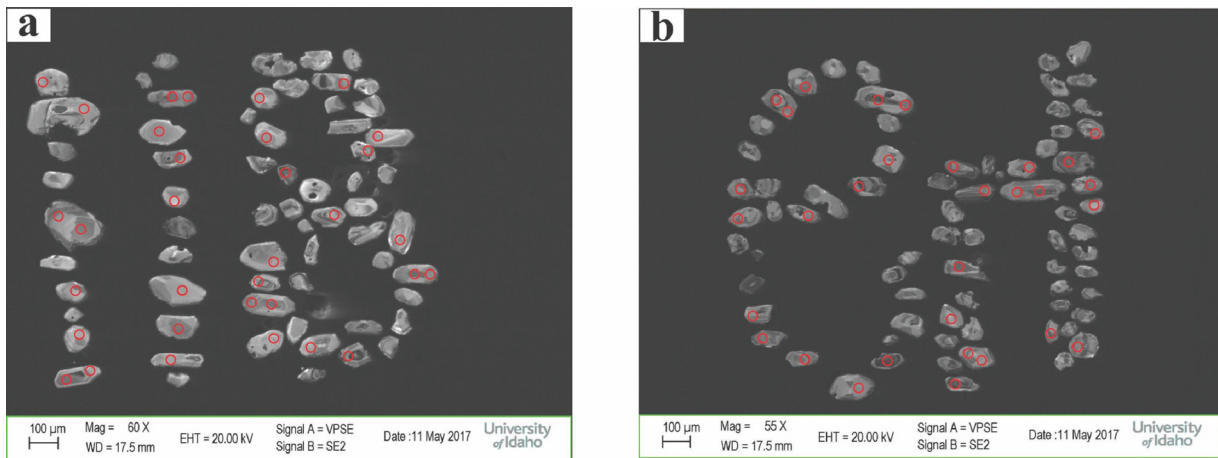 a
100 µm
Mag = 60 X
WD = 17.5 mm
EHT = 20.00 kV
Signal A = VPSE
Signal B = SE2
Date :11 May 2017
University
of Idaho
b
100 µm
Mag = 55 X
WD = 17.5 mm
EHT = 20.00 kV
Signal A = VPSE
Signal B = SE2
Date :11 May 2017
University
of Idaho